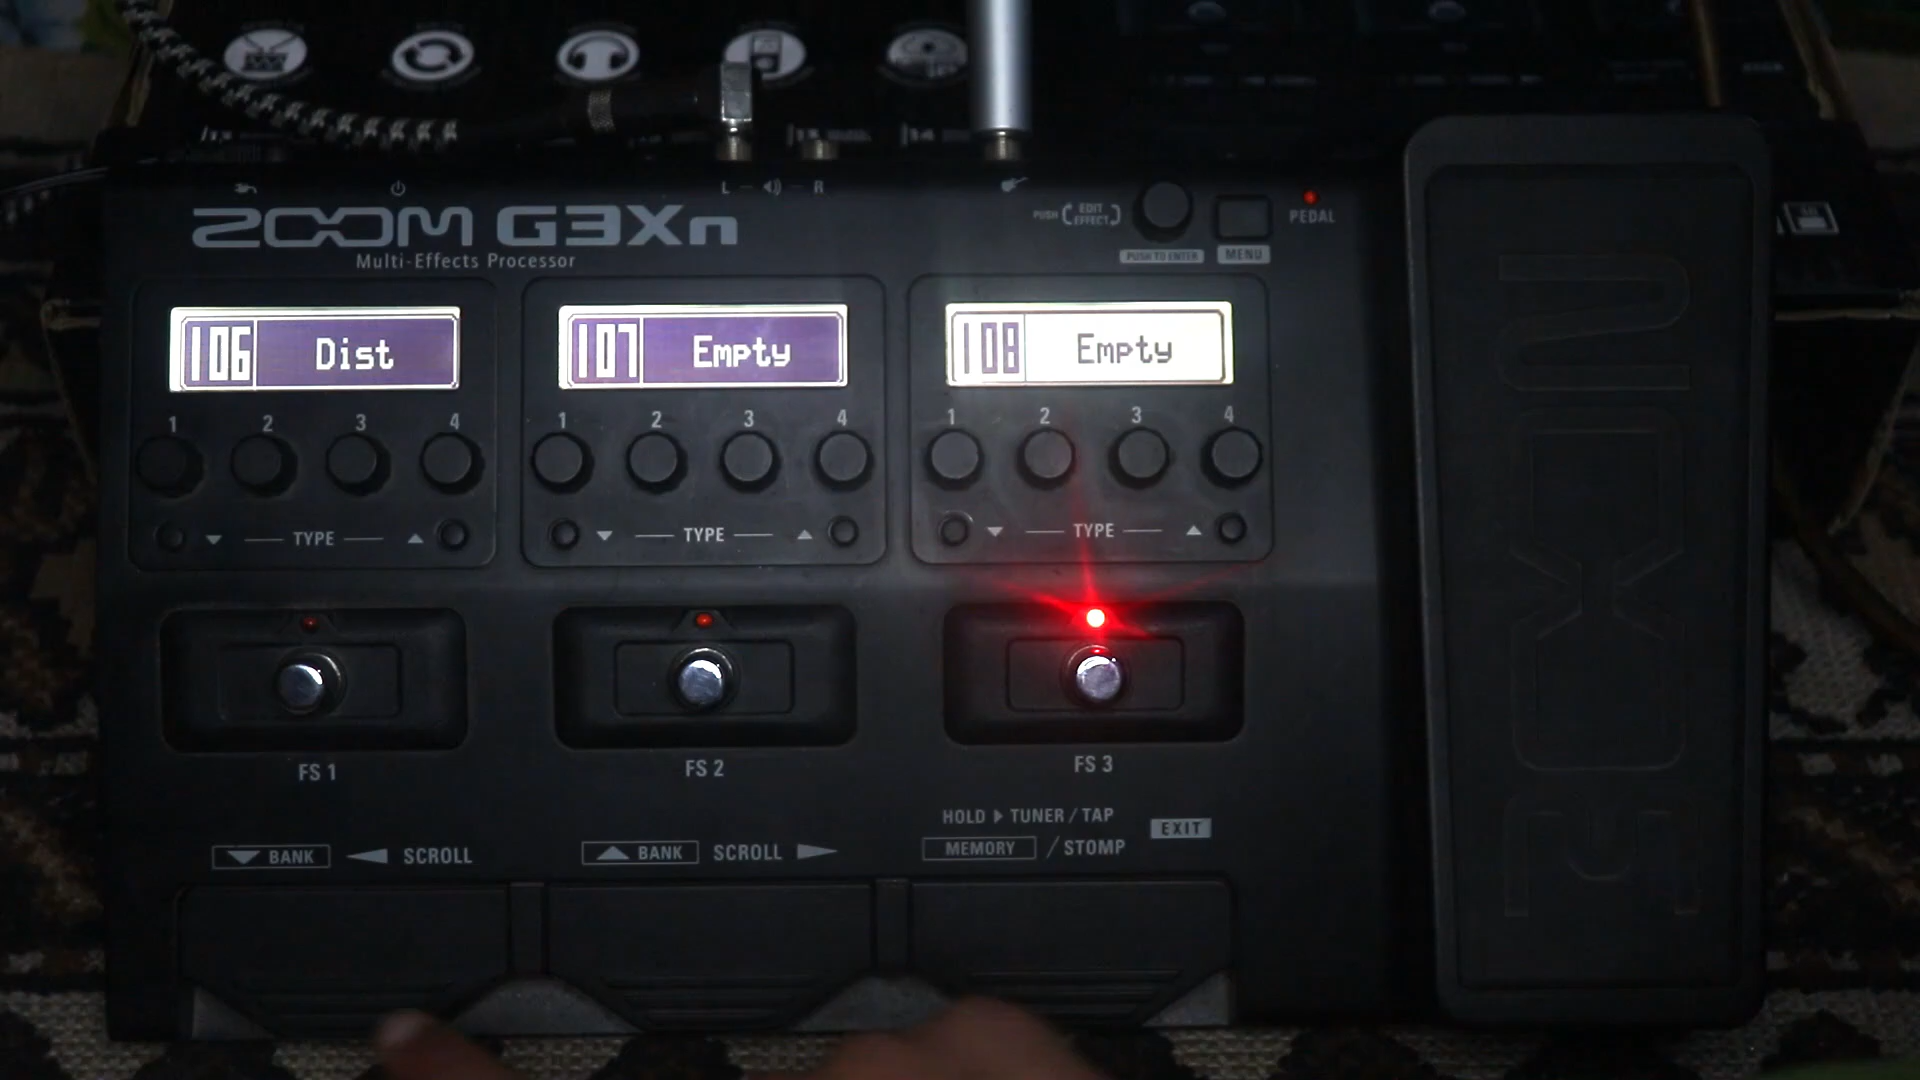 L R
ZOOM G3Xn
Multi-Effects Processor
PUSH EDIT EFFECT
PUSH TO ENTER
MENU
PEDAL
106 Dist
107 Empty
108 Empty
1 2 3 4
1 2 3 4
1 2 3 4
TYPE
TYPE
TYPE
FS 1
FS 2
FS 3
HOLD TUNER / TAP
BANK SCROLL
BANK SCROLL
MEMORY / STOMP
EXIT
ZOOM